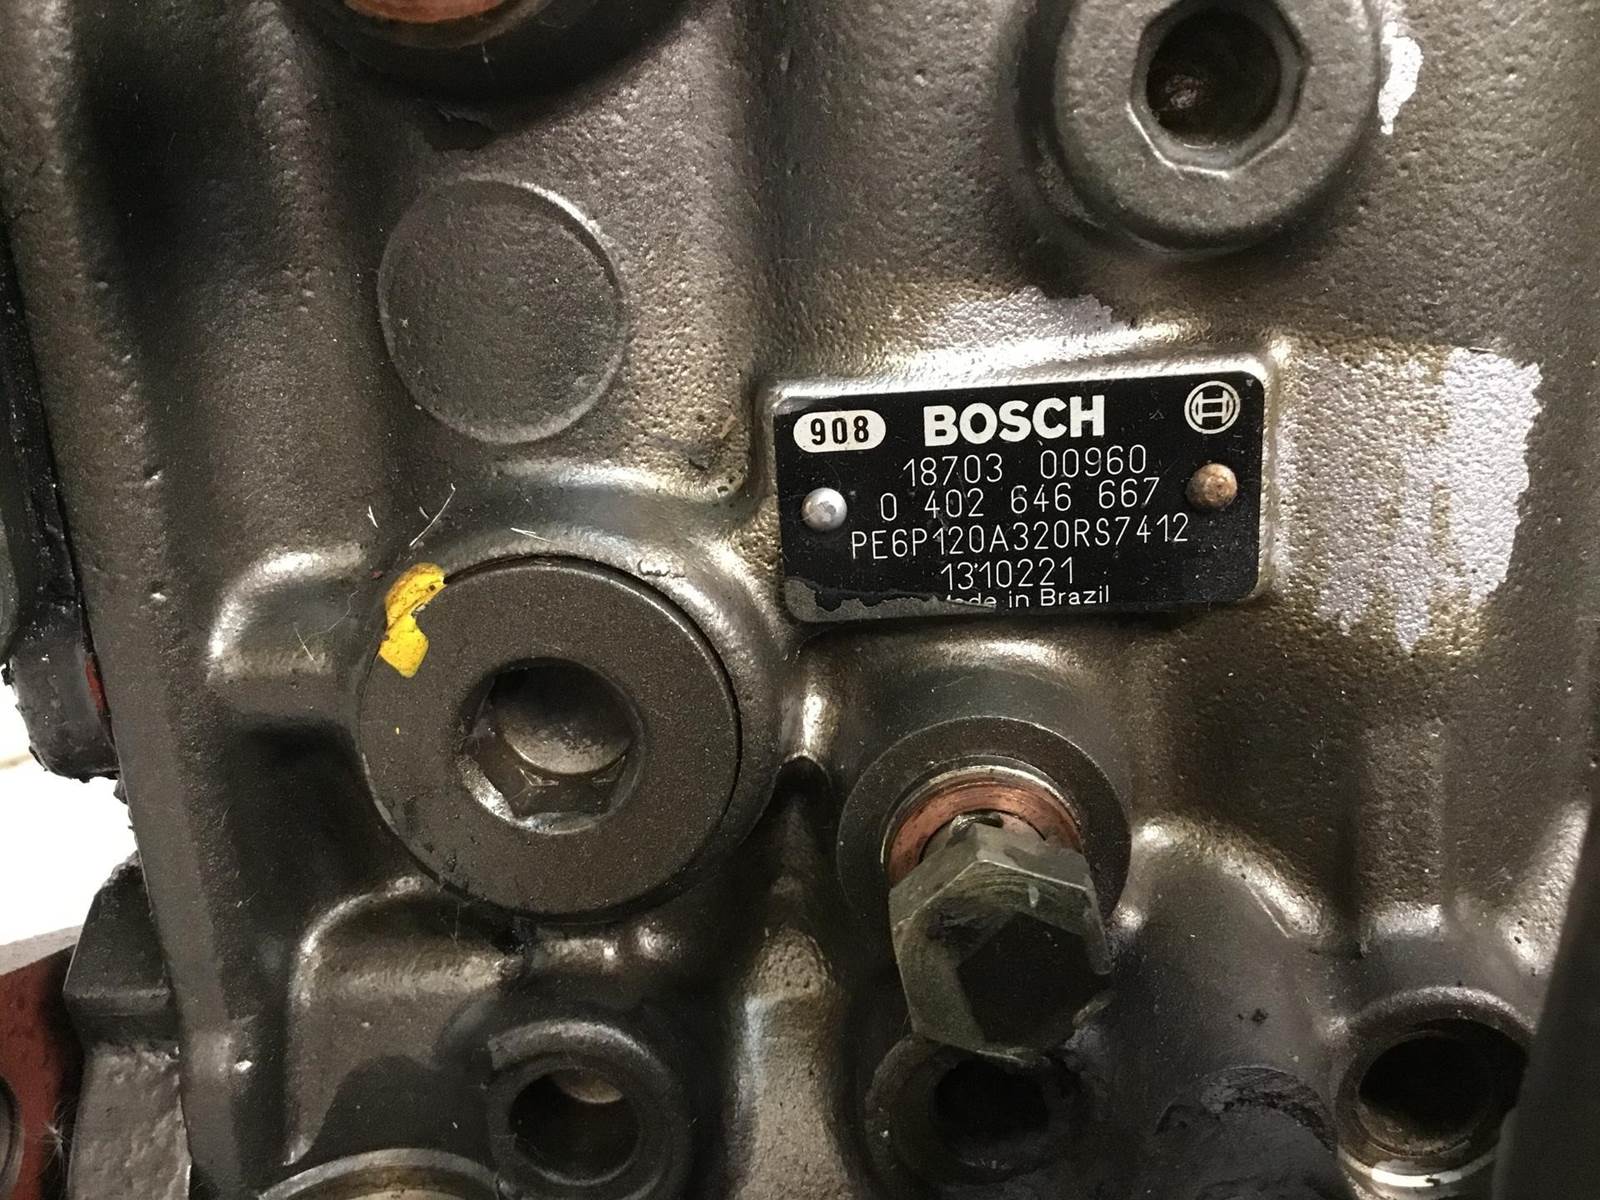 908 BOSCH
18703 00960
0 402 646 667
PE6P120A320RS7412
1310221
Made in Brazil